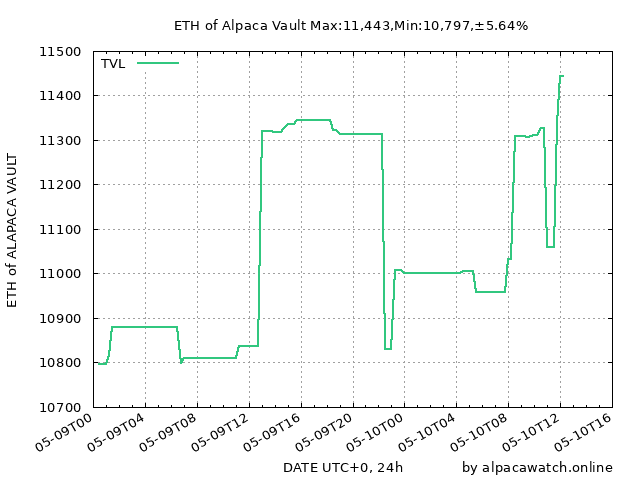 ETH of Alpaca Vault Max:11,443,Min:10,797,±5.64%
TVL
11500
11400
11300
11200
11100
11000
10900
10800
10700
ETH of ALAPACA VAULT
05-09T00
05-09T04
05-09T08
05-09T12
05-09T16
05-09T20
05-10T00
05-10T04
05-10T08
05-10T12
05-10T16
DATE UTC+0, 24h
by alpacawatch.online